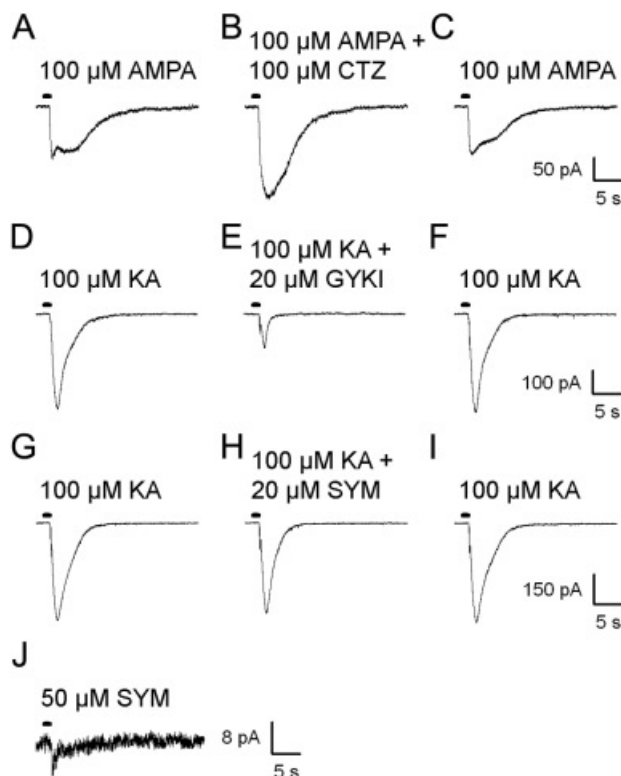 A
B
C
100 µM AMPA
100 µM AMPA +
100 µM CTZ
100 µM AMPA
50 pA
5 s
D
E
F
100 µM KA
100 µM KA +
20 µM GYKI
100 µM KA
100 pA
5 s
G
H
I
100 µM KA
100 µM KA +
20 µM SYM
100 µM KA
150 pA
5 s
J
50 µM SYM
8 pA
5 s